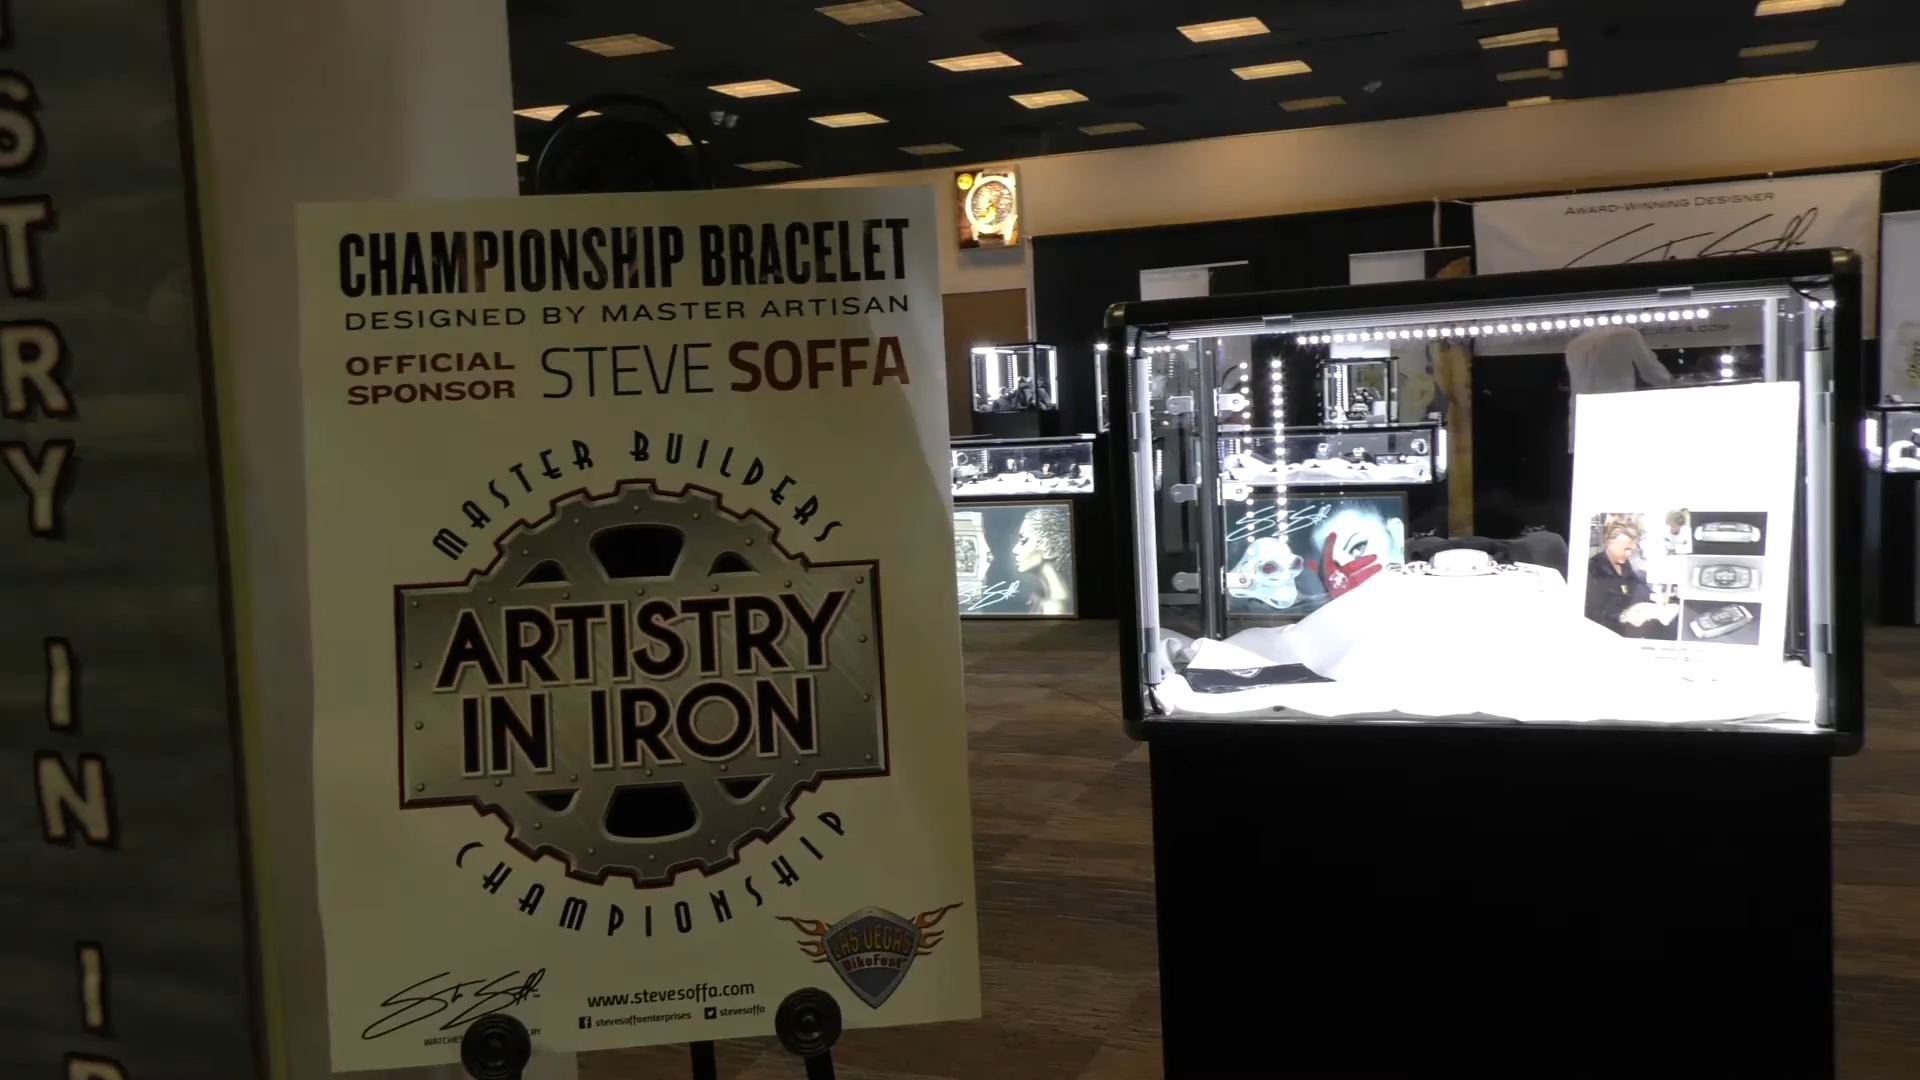 STRY IN
CHAMPIONSHIP BRACELET
DESIGNED BY MASTER ARTISAN
OFFICIAL
SPONSOR
STEVE SOFFA
MASTER BUILDERS
ARTISTRY
IN IRON
CHAMPIONSHIP
LAS VEGAS
BikeFest
www.stevesoffa.com
stevesoffaenterprises
stevesoffa
AWARD-WINNING DESIGNER